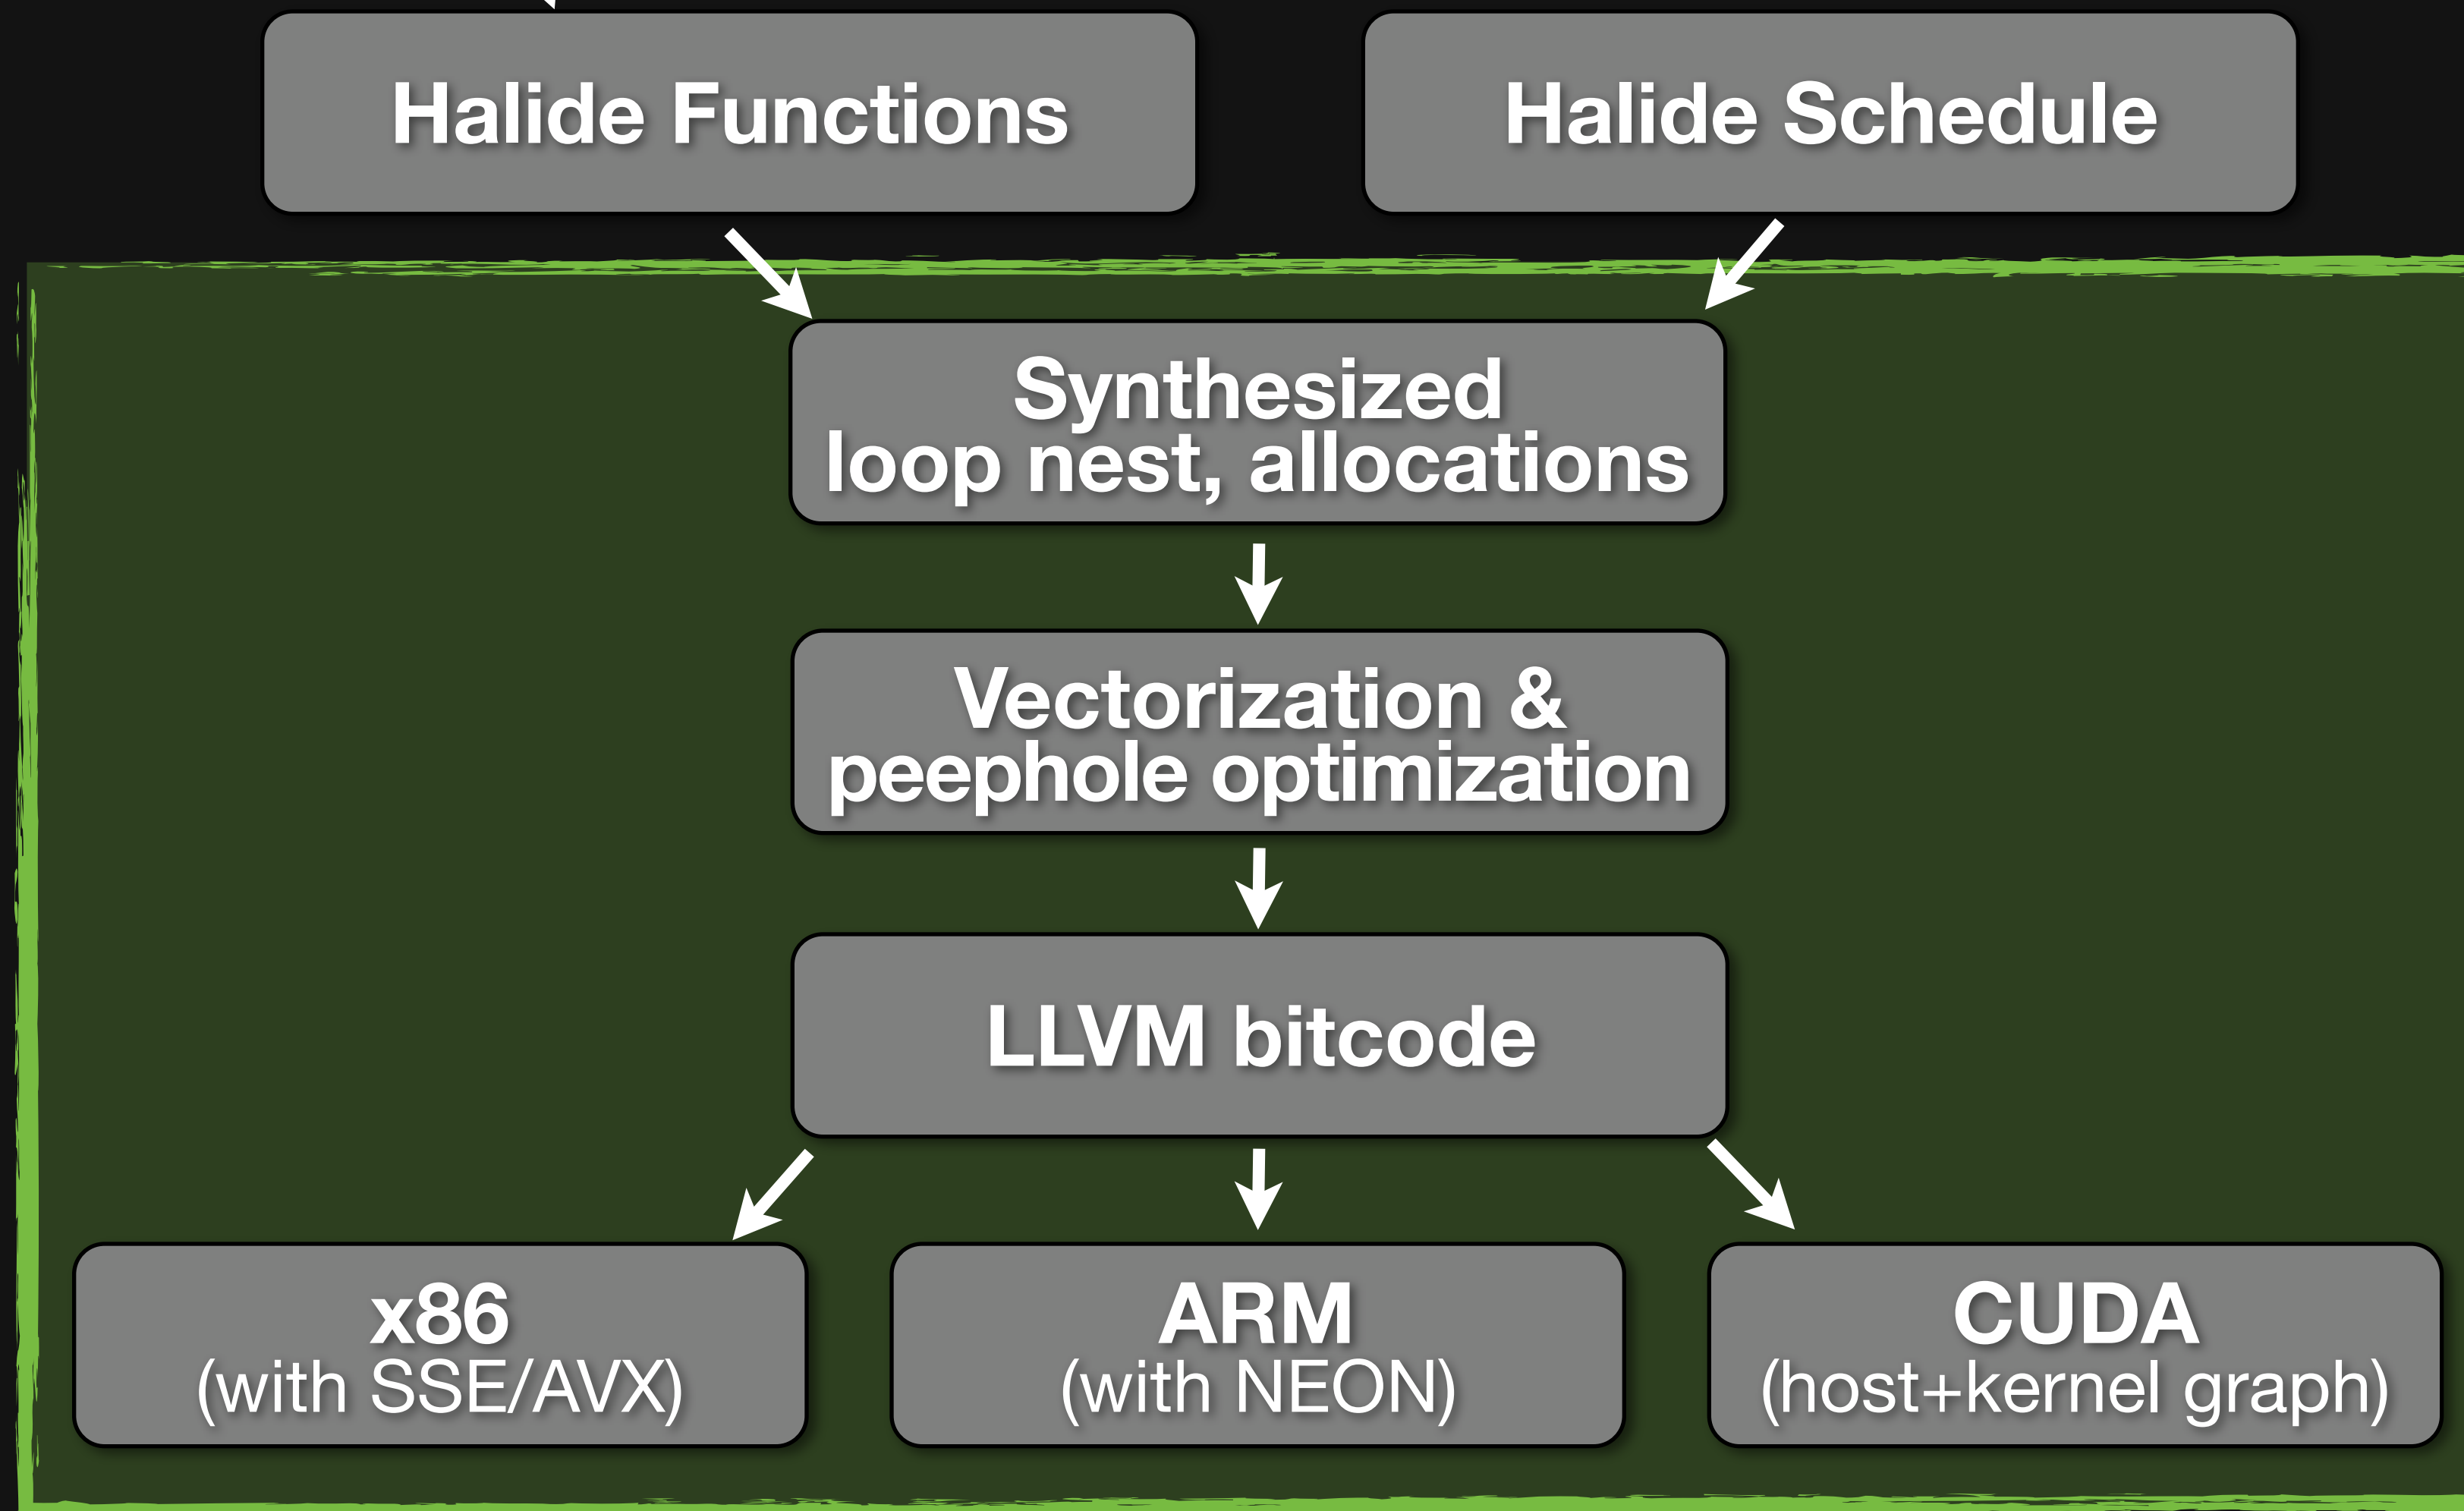 Halide Functions
Halide Schedule
Synthesized
loop nest, allocations
Vectorization &
peephole optimization
LLVM bitcode
x86
(with SSE/AVX)
ARM
(with NEON)
CUDA
(host+kernel graph)